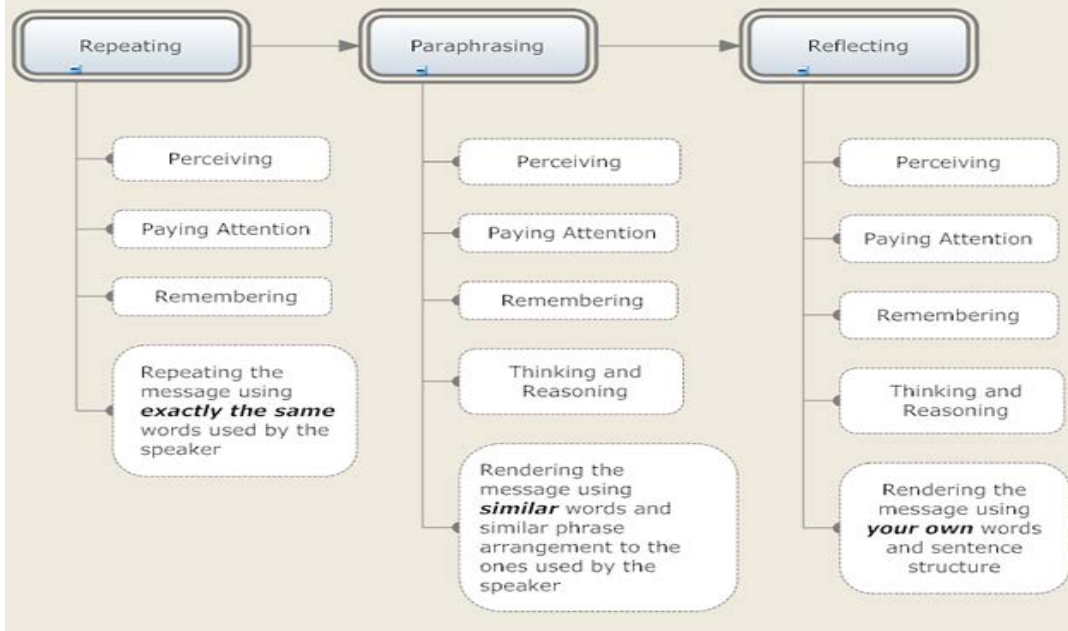 Repeating
Paraphrasing
Reflecting
Perceiving
Paying Attention
Remembering
Repeating the
message using
exactly the same
words used by the
speaker
Perceiving
Paying Attention
Remembering
Thinking and
Reasoning
Rendering the
message using
similar words and
similar phrase
arrangement to the
ones used by the
speaker
Perceiving
Paying Attention
Remembering
Thinking and
Reasoning
Rendering the
message using
your own words
and sentence
structure